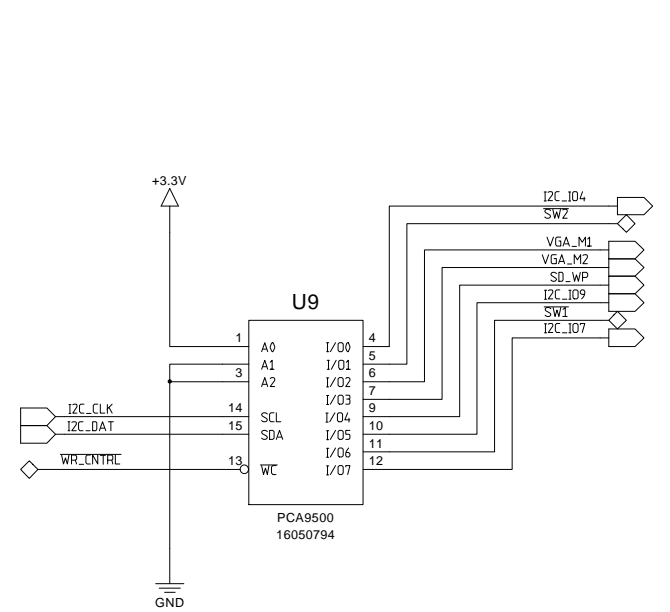 +3.3V
I2C_IO4
SW2
VGA_M1
VGA_M2
SD_WP
I2C_IO9
SW1
I2C_IO7
U9
1 A0 I/O0 4
A1 I/O1 5
3 A2 I/O2 6
I/O3 7
I2C_CLK 14 SCL I/O4 9
I2C_DAT 15 SDA I/O5 10
I/O6 11
WR_CNTRL 13 WC I/O7 12
PCA9500
16050794
GND